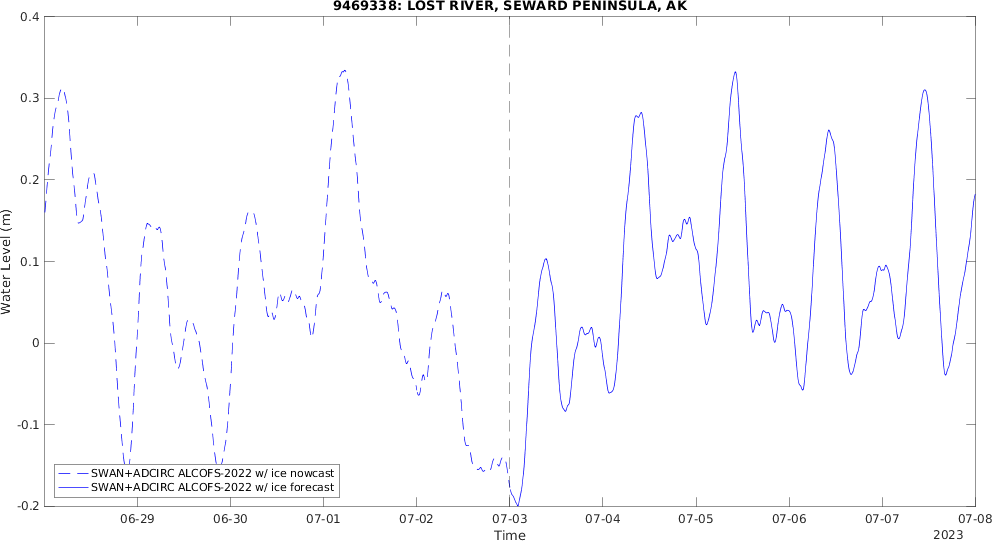 9469338: LOST RIVER, SEWARD PENINSULA, AK
0.4
0.3
0.2
0.1
0
-0.1
-0.2
Water Level (m)
SWAN+ADCIRC ALCOFS-2022 w/ ice nowcast
SWAN+ADCIRC ALCOFS-2022 w/ ice forecast
06-29 06-30 07-01 07-02 07-03 07-04 07-05 07-06 07-07 07-08
Time
2023